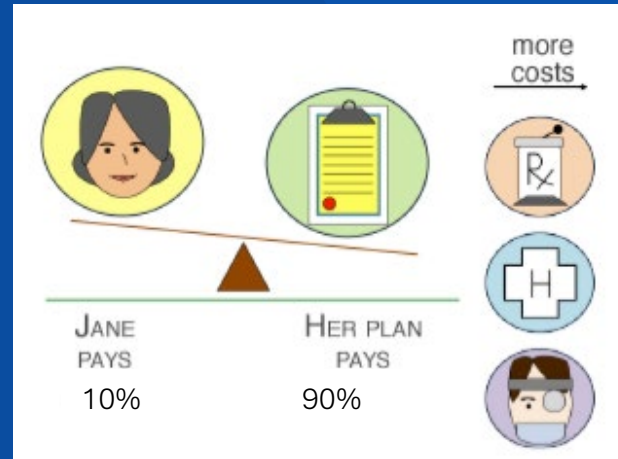 more
costs
Rx
H
JANE
PAYS
10%
HER PLAN
PAYS
90%